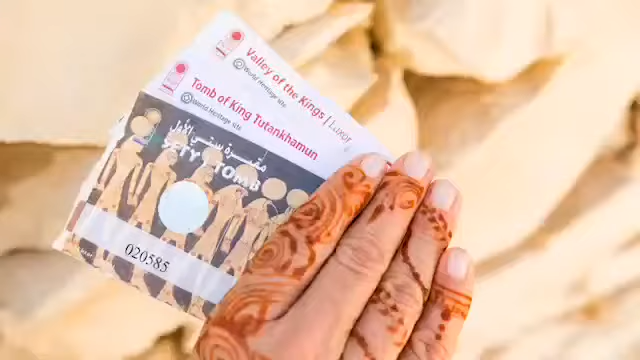 Valley of the Kings | Luxor
World Heritage site
Tomb of King Tutankhamun
World Heritage site
مقبرة سيتي الأول
SETY I TOMB
020585